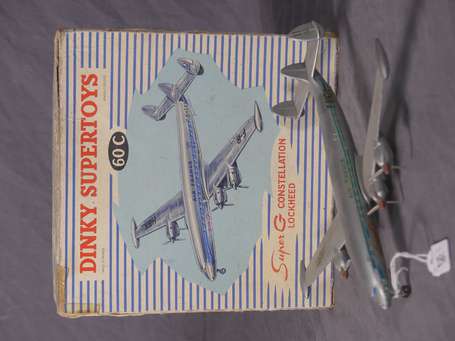 DINKY SUPERTOYS
60 C
Super G CONSTELLATION
LOCKHEED